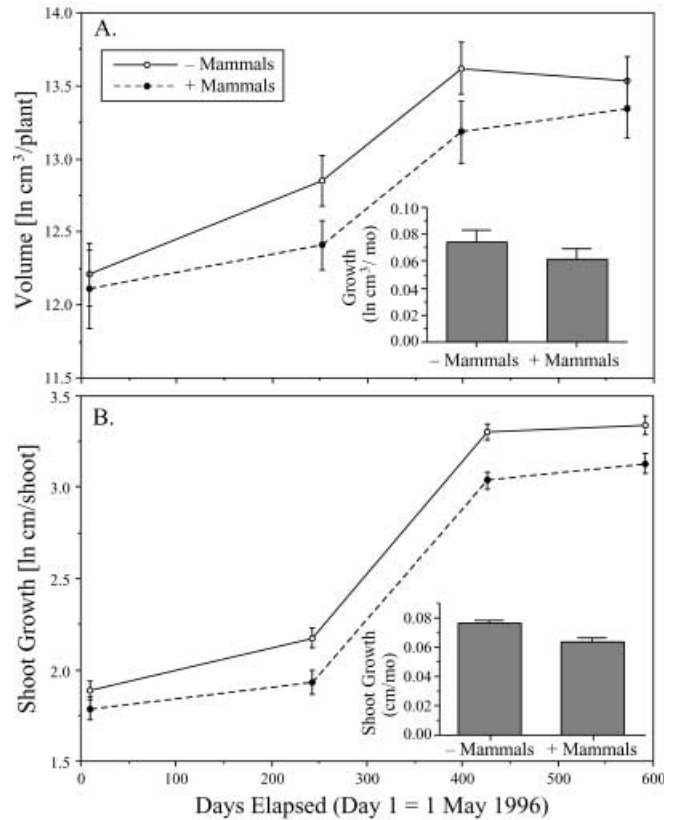 A.
– Mammals
+ Mammals
Volume [ln cm³/plant]
14.0
13.5
13.0
12.5
12.0
11.5
Growth
(ln cm³/ mo)
0.10
0.08
0.06
0.04
0.02
0.00
– Mammals + Mammals
B.
Shoot Growth [ln cm/shoot]
3.5
3.0
2.5
2.0
1.5
Shoot Growth
(cm/mo)
0.08
0.06
0.04
0.02
0.00
– Mammals + Mammals
0 100 200 300 400 500 600
Days Elapsed (Day 1 = 1 May 1996)